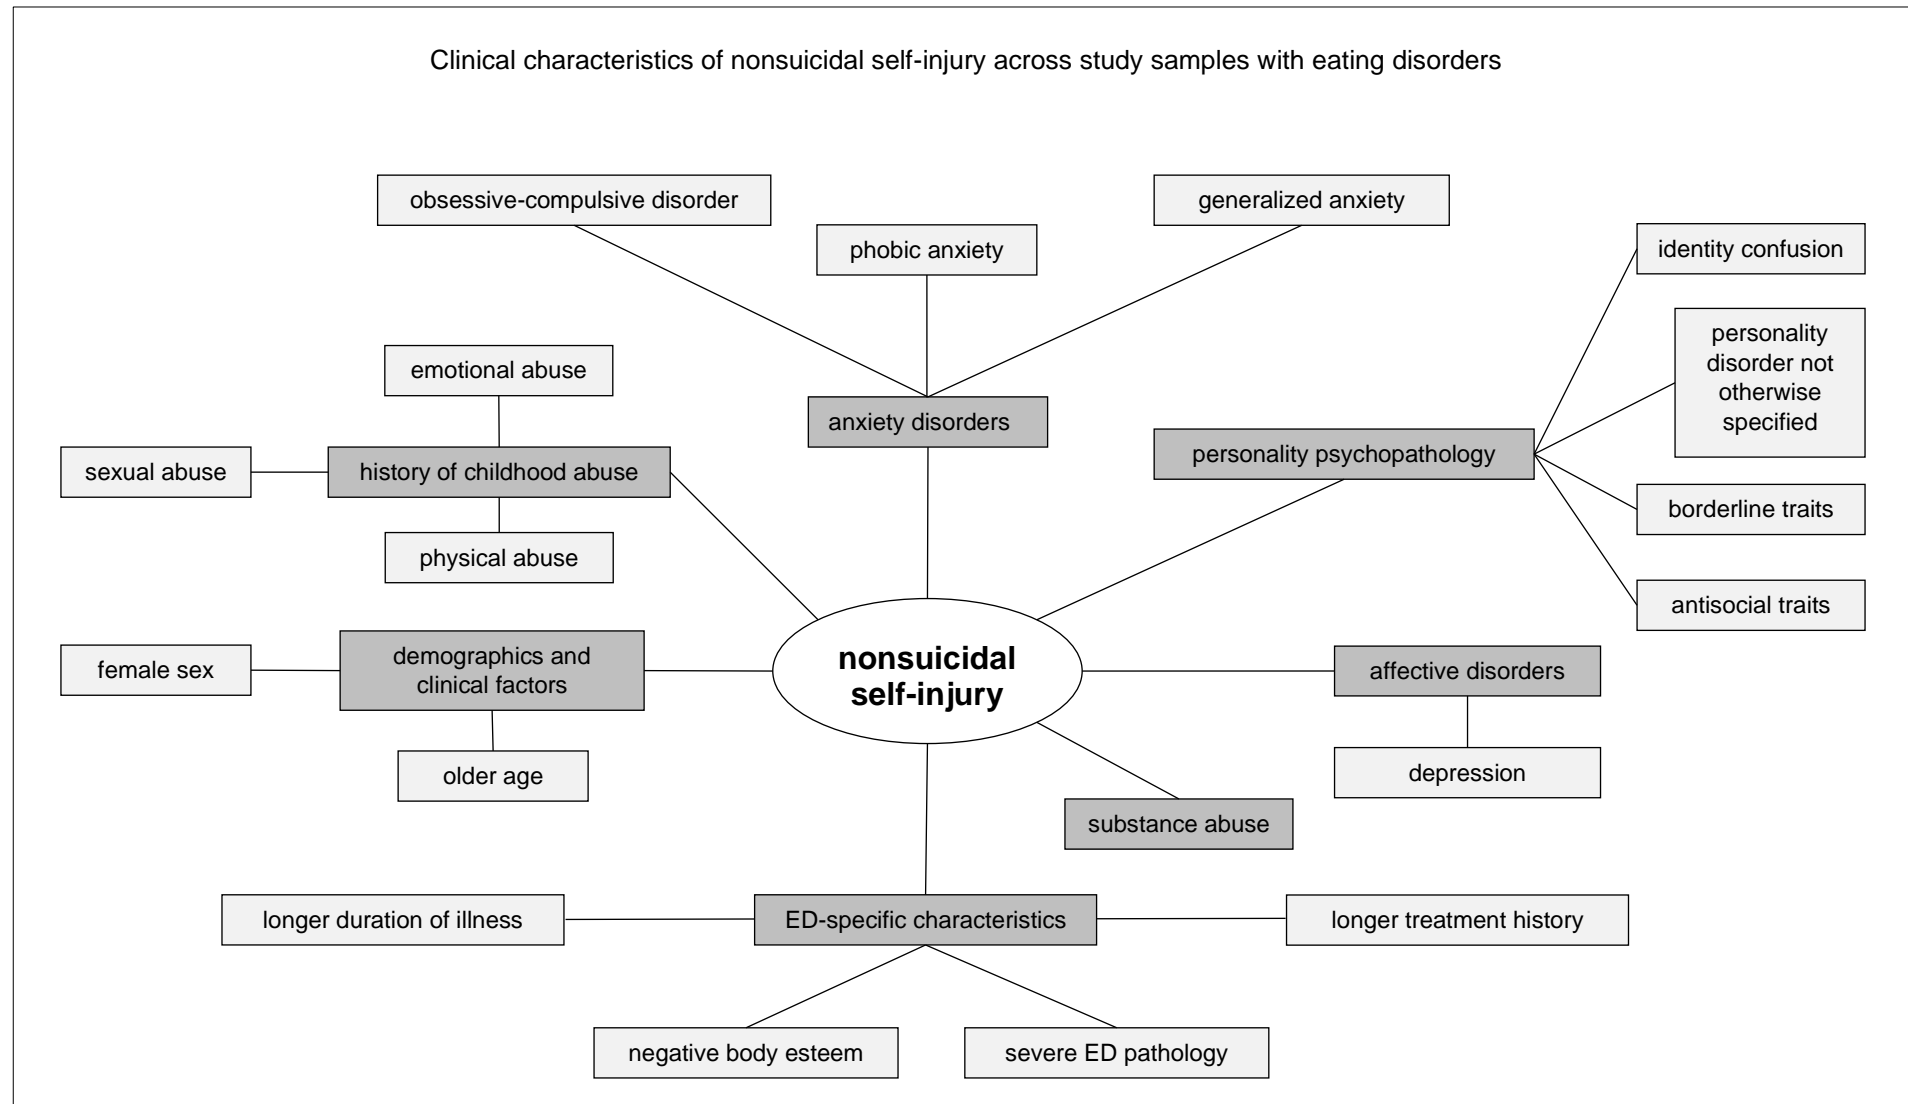 Clinical characteristics of nonsuicidal self-injury across study samples with eating disorders
obsessive-compulsive disorder
generalized anxiety
phobic anxiety
identity confusion
personality
disorder not
otherwise
specified
emotional abuse
anxiety disorders
personality psychopathology
sexual abuse
history of childhood abuse
borderline traits
physical abuse
antisocial traits
female sex
demographics and
clinical factors
nonsuicidal
self-injury
affective disorders
older age
depression
substance abuse
longer duration of illness
ED-specific characteristics
longer treatment history
negative body esteem
severe ED pathology